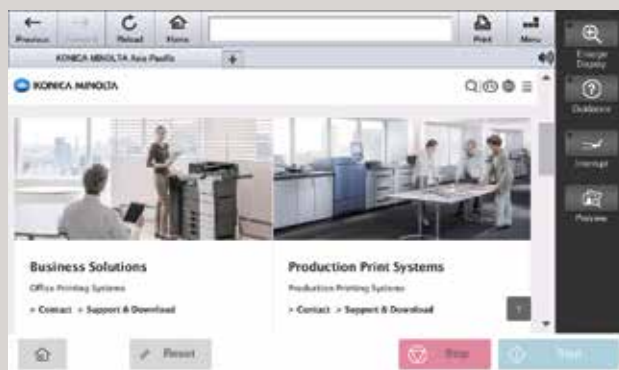 Previous Reload Home Print Menu
KONICA MINOLTA Asia Pacific +
KONICA MINOLTA
Enlarge
Display
Guidance
Interrupt
Preview
Business Solutions Production Print Systems
Office Printing Systems Production Printing Systems
> Contact > Support & Download > Contact > Support & Download
Reset Stop Start